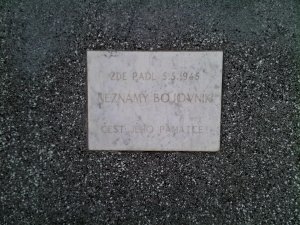 ZDE PADL 5.5.1945
NEZNÁMÝ BOJOVNÍK
ČEST JEHO PAMÁTCE